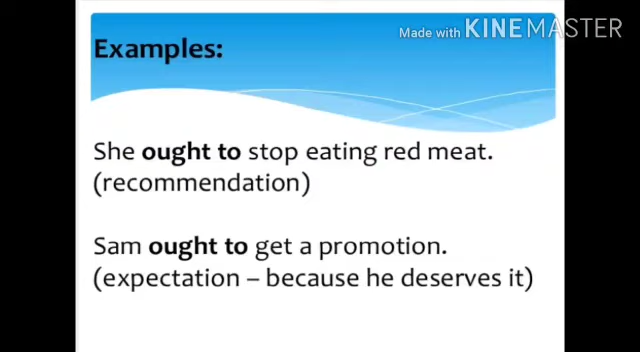 Made with KINEMASTER
Examples:
She ought to stop eating red meat.
(recommendation)
Sam ought to get a promotion.
(expectation – because he deserves it)